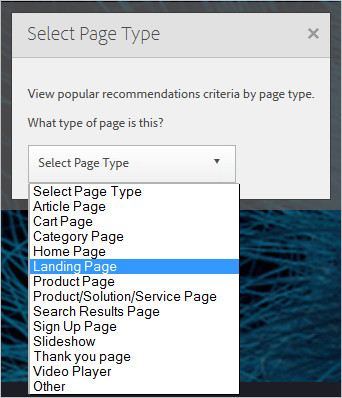 Select Page Type
View popular recommendations criteria by page type.
What type of page is this?
Select Page Type
Select Page Type
Article Page
Cart Page
Category Page
Home Page
Landing Page
Product Page
Product/Solution/Service Page
Search Results Page
Sign Up Page
Slideshow
Thank you page
Video Player
Other